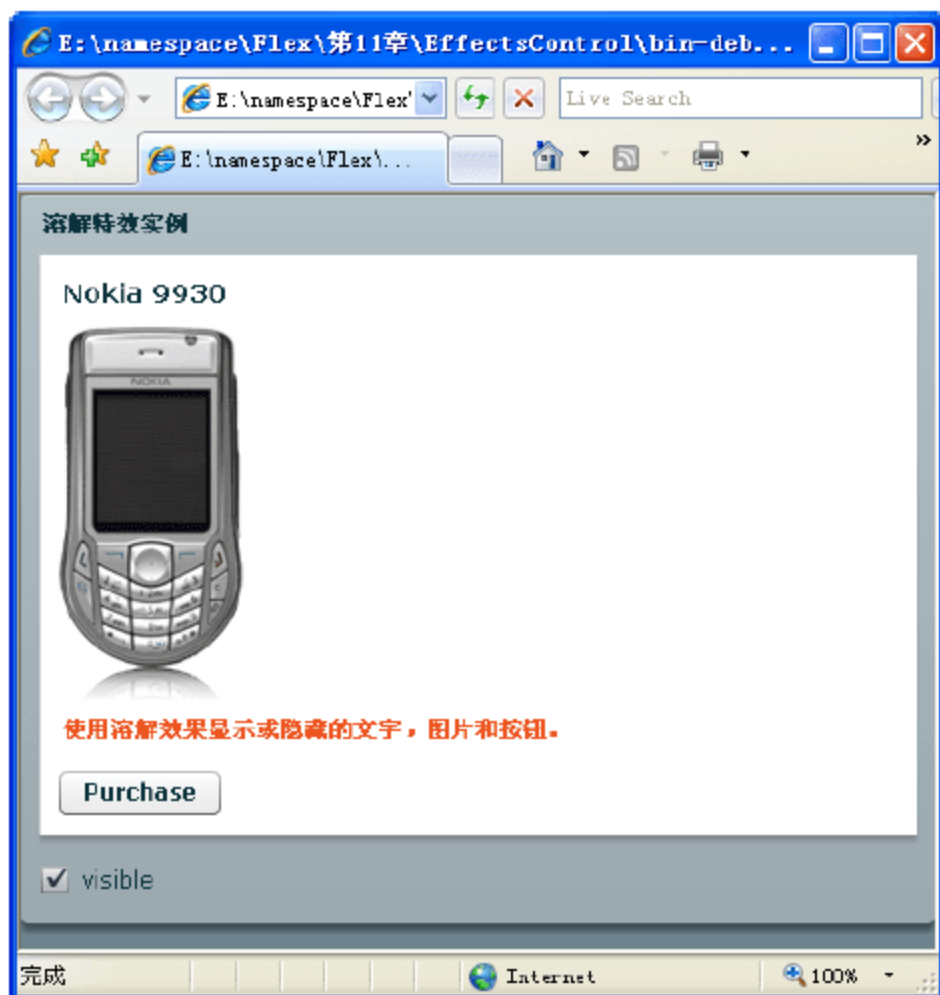 E:\namespace\Flex\第11章\EffectsControl\bin-deb...
E:\namespace\Flex'
Live Search
E:\namespace\Flex\...
»
溶解特效实例
Nokia 9930
NOKIA
使用溶解效果显示或隐藏的文字，图片和按钮。
Purchase
visible
完成
Internet
100%